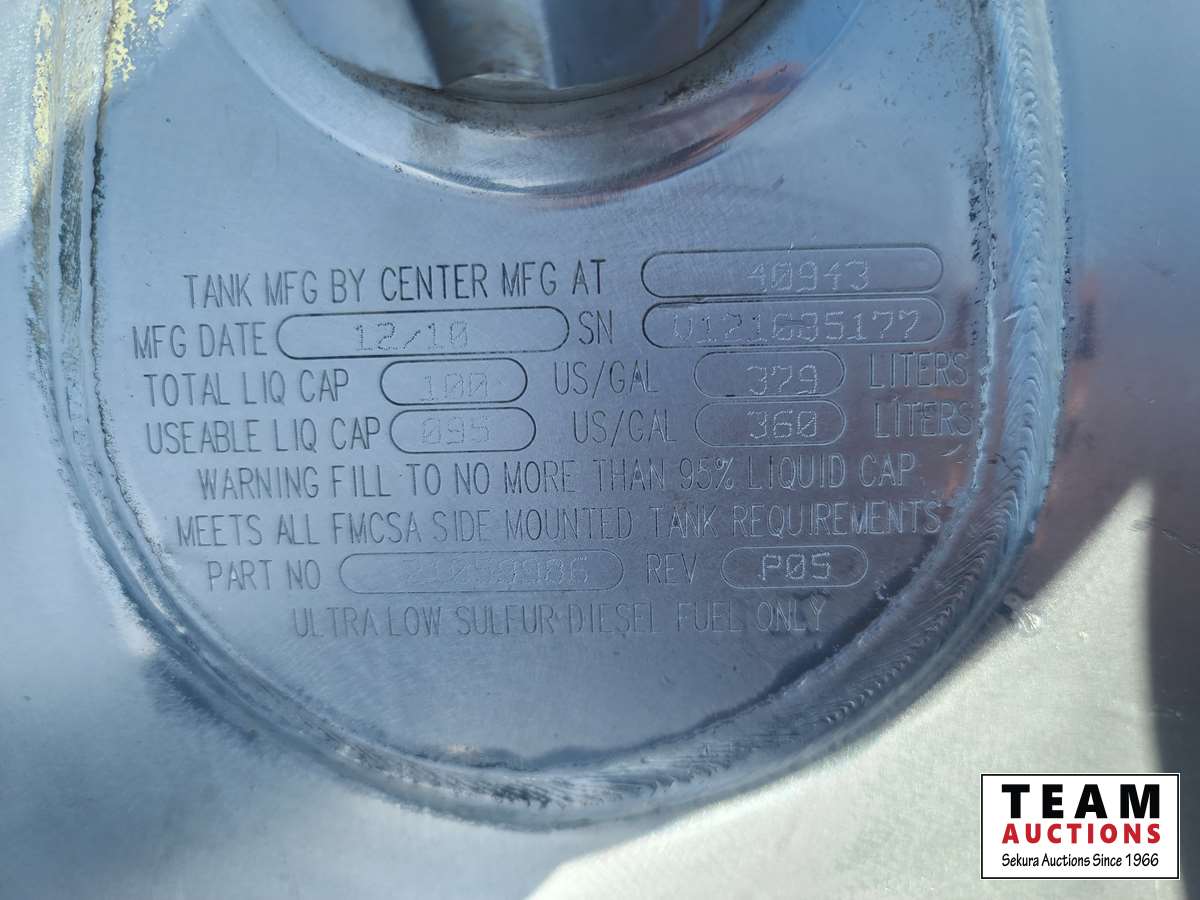 TANK MFG BY CENTER MFG AT 40943
MFG DATE 12/10 SN V121695177
TOTAL LIQ CAP 100 US/GAL 379 LITERS
USEABLE LIQ CAP 095 US/GAL 360 LITERS
WARNING FILL TO NO MORE THAN 95% LIQUID CAP
MEETS ALL FMCSA SIDE MOUNTED TANK REQUIREMENTS
PART NO REV P05
ULTRA LOW SULFUR DIESEL FUEL ONLY
TEAM
AUCTIONS
Sekura Auctions Since 1966